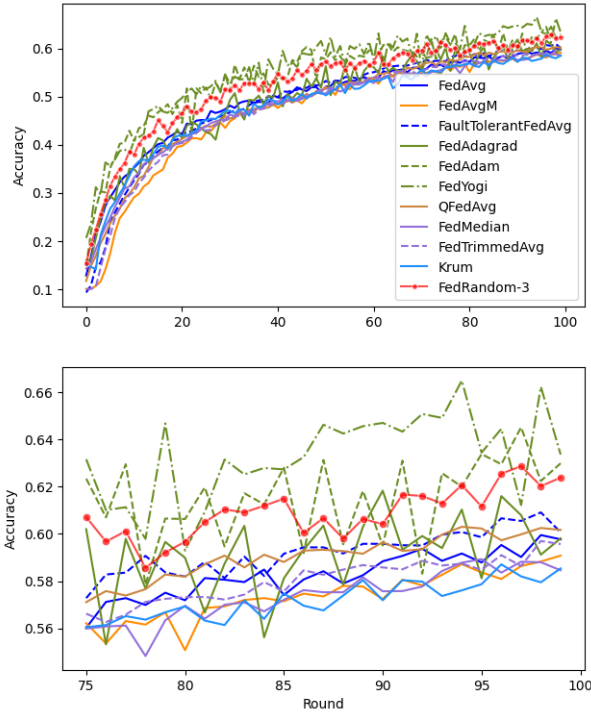 0.6
0.5
0.4
0.3
0.2
0.1
Accuracy
0 20 40 60 80 100
FedAvg
FedAvgM
FaultTolerantFedAvg
FedAdagrad
FedAdam
FedYogi
QFedAvg
FedMedian
FedTrimmedAvg
Krum
FedRandom-3
0.66
0.64
0.62
0.60
0.58
0.56
Accuracy
75 80 85 90 95 100
Round